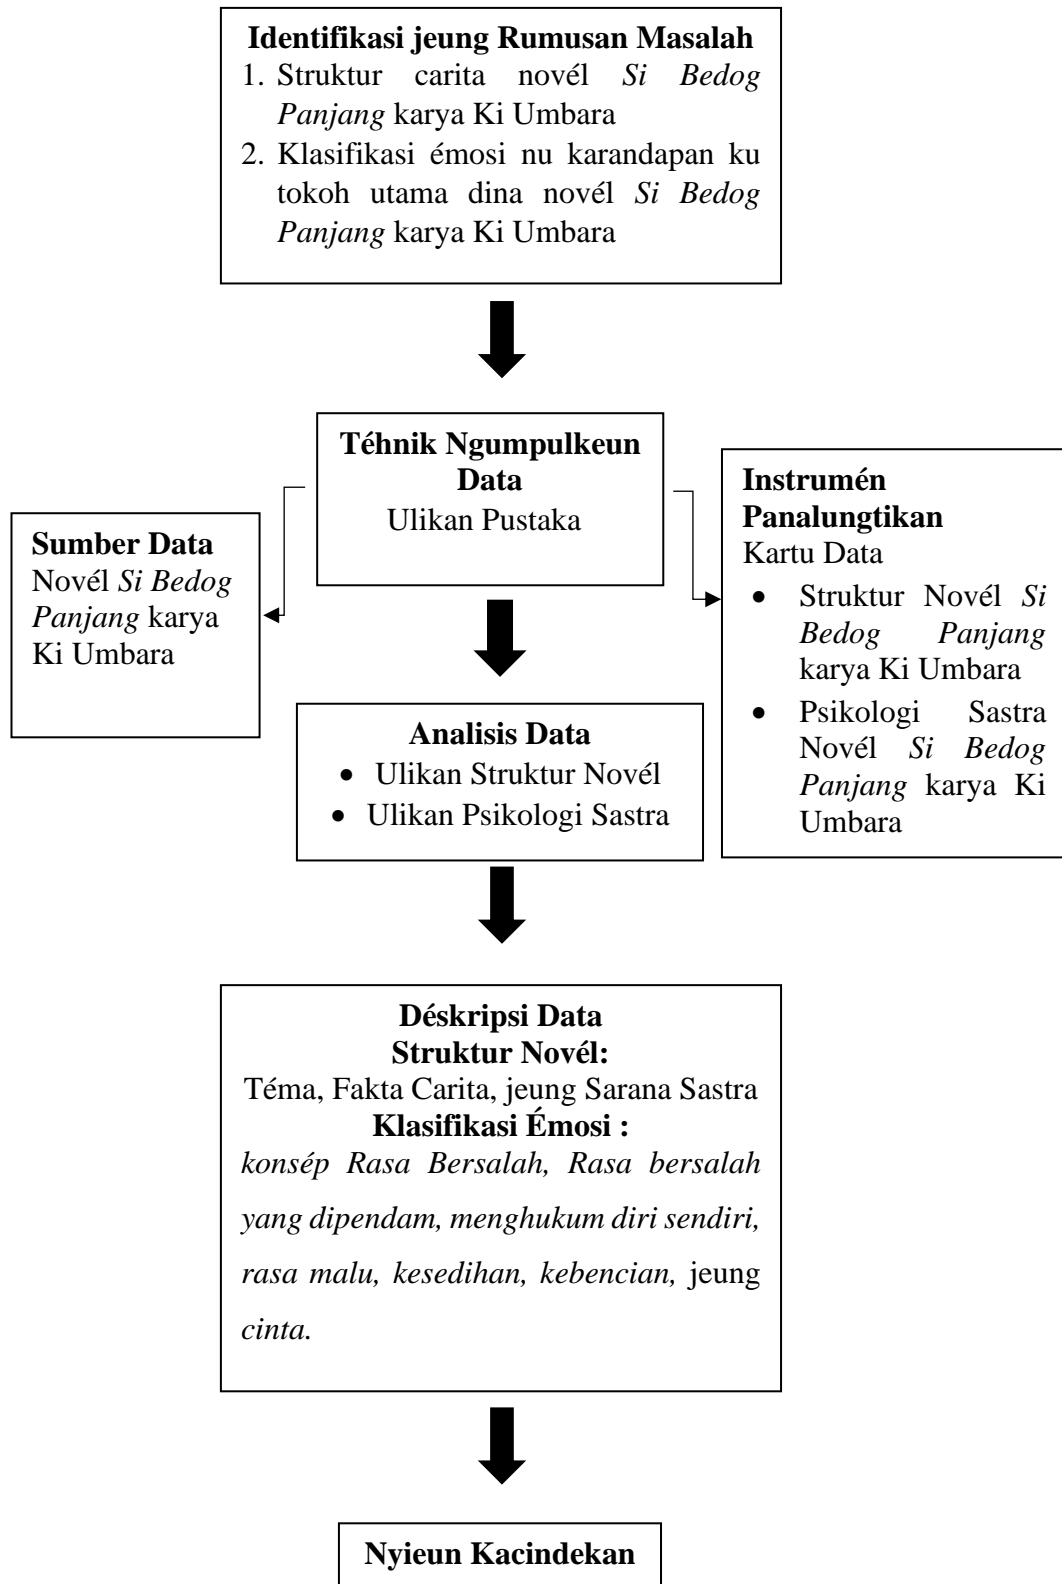 Identifikasi jeung Rumusan Masalah
1. Struktur carita novél Si Bedog
Panjang karya Ki Umbara
2. Klasifikasi émosi nu karandapan ku
tokoh utama dina novél Si Bedog
Panjang karya Ki Umbara
Téhnik Ngumpulkeun
Data
Ulikan Pustaka
Sumber Data
Novél Si Bedog
Panjang karya
Ki Umbara
Instrumén
Panalungtikan
Kartu Data
• Struktur Novél Si
Bedog Panjang
karya Ki Umbara
• Psikologi Sastra
Novél Si Bedog
Panjang karya Ki
Umbara
Analisis Data
• Ulikan Struktur Novél
• Ulikan Psikologi Sastra
Déskripsi Data
Struktur Novél:
Téma, Fakta Carita, jeung Sarana Sastra
Klasifikasi Émosi :
konsép Rasa Bersalah, Rasa bersalah
yang dipendam, menghukum diri sendiri,
rasa malu, kesedihan, kebencian, jeung
cinta.
Nyieun Kacindekan